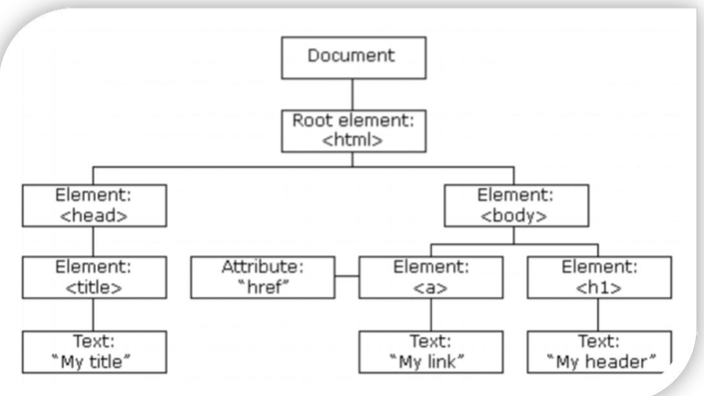 Document
Root element:
<html>
Element:
<head>
Element:
<body>
Element:
<title>
Attribute:
"href"
Element:
<a>
Element:
<h1>
Text:
"My title"
Text:
"My link"
Text:
"My header"